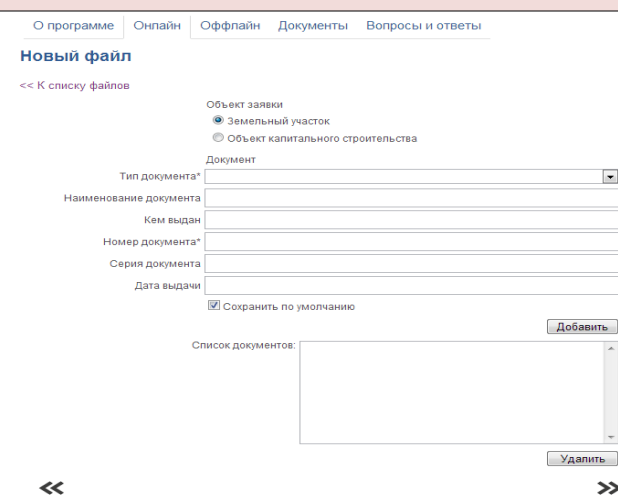 О программе Онлайн Оффлайн Документы Вопросы и ответы
Новый файл
<< К списку файлов
Объект заявки
Земельный участок
Объект капитального строительства
Документ
Тип документа*
Наименование документа
Кем выдан
Номер документа*
Серия документа
Дата выдачи
Сохранить по умолчанию
Добавить
Список документов:
Удалить
<< >>